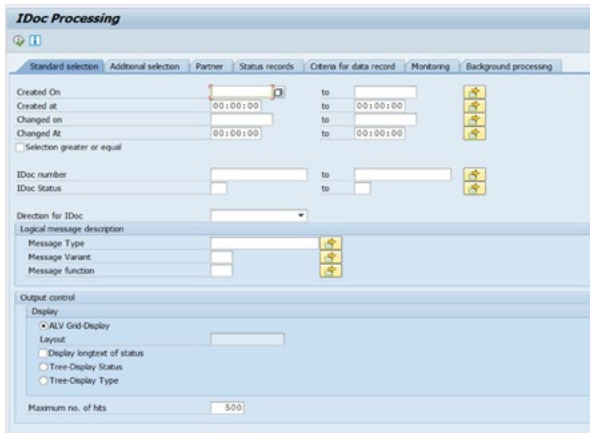 IDoc Processing
Standard selection Additional selection Partner Status records Criteria for data record Monitoring Background processing
Created On to
Created at 00:00:00 to 00:00:00
Changed on to
Changed At 00:00:00 to 00:00:00
Selection greater or equal
IDoc number to
IDoc Status to
Direction for IDoc
Logical message description
Message Type
Message Variant
Message function
Output control
Display
ALV Grid-Display
Layout
Display longtext of status
Tree-Display Status
Tree-Display Type
Maximum no. of hits 500